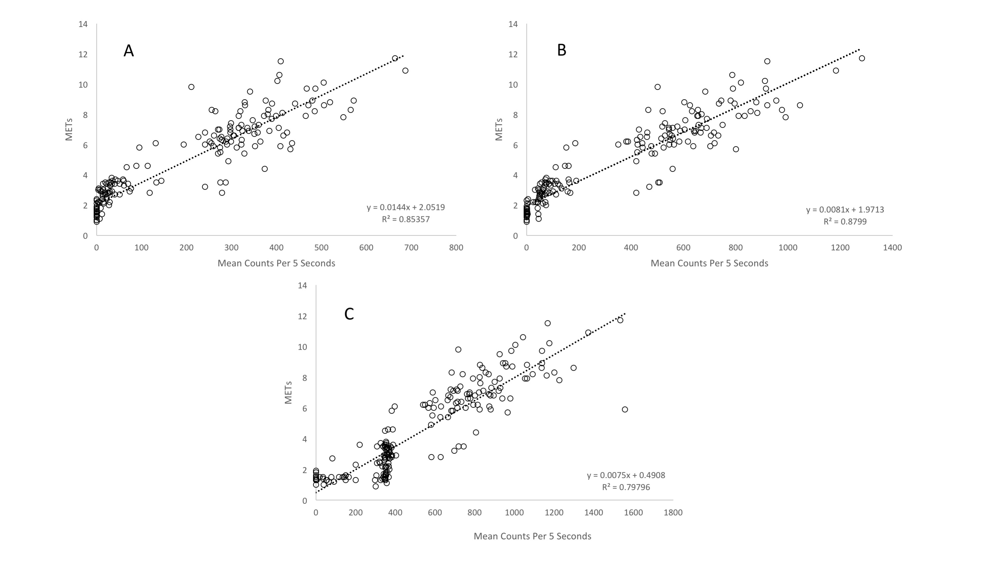 A
14
12
10
8
6
4
2
0
METs
y = 0.0144x + 2.0519
R² = 0.85357
0 100 200 300 400 500 600 700 800
Mean Counts Per 5 Seconds
B
14
12
10
8
6
4
2
0
METs
y = 0.0081x + 1.9713
R² = 0.8799
0 200 400 600 800 1000 1200 1400
Mean Counts Per 5 Seconds
C
14
12
10
8
6
4
2
0
METs
y = 0.0075x + 0.4908
R² = 0.79796
0 200 400 600 800 1000 1200 1400 1600 1800
Mean Counts Per 5 Seconds